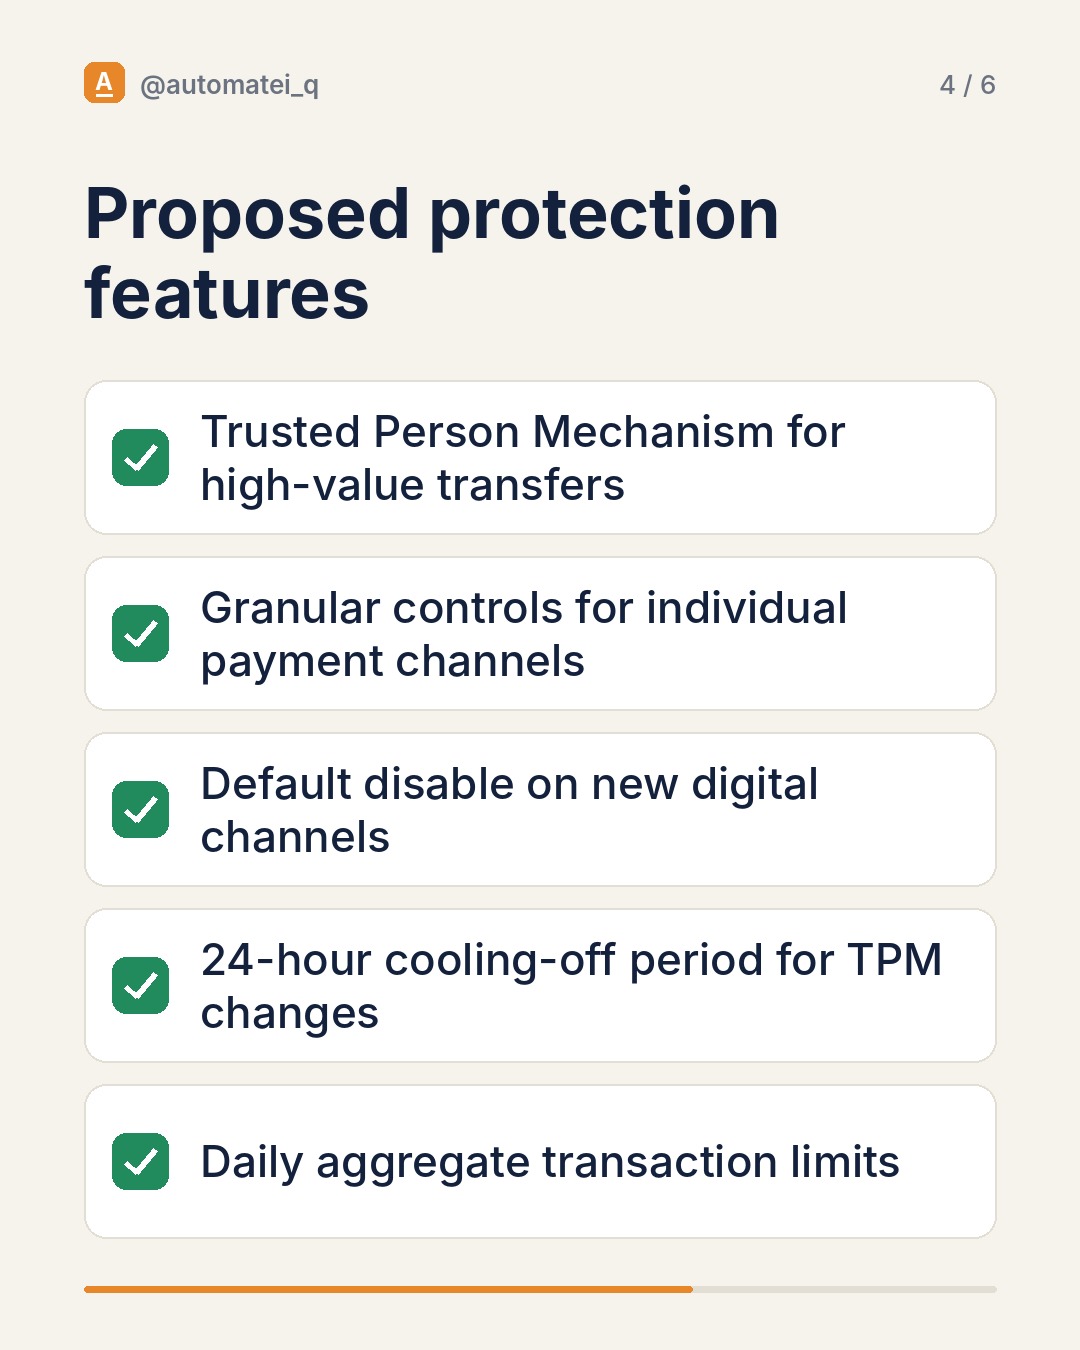 A @automatei_q
4 / 6
Proposed protection
features
Trusted Person Mechanism for
high-value transfers
Granular controls for individual
payment channels
Default disable on new digital
channels
24-hour cooling-off period for TPM
changes
Daily aggregate transaction limits